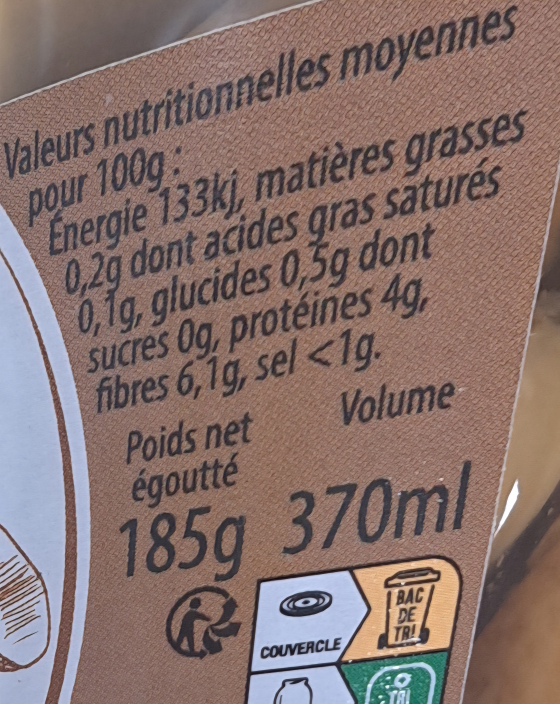 Valeurs nutritionnelles moyennes
pour 100g :
Énergie 133kj, matières grasses
0,2g dont acides gras saturés
0,1g, glucides 0,5g dont
sucres 0g, protéines 4g,
fibres 6,1g, sel <1g.
Poids net
égoutté
185g
Volume
370ml
COUVERCLE
BAC
DE
TRI
TRI